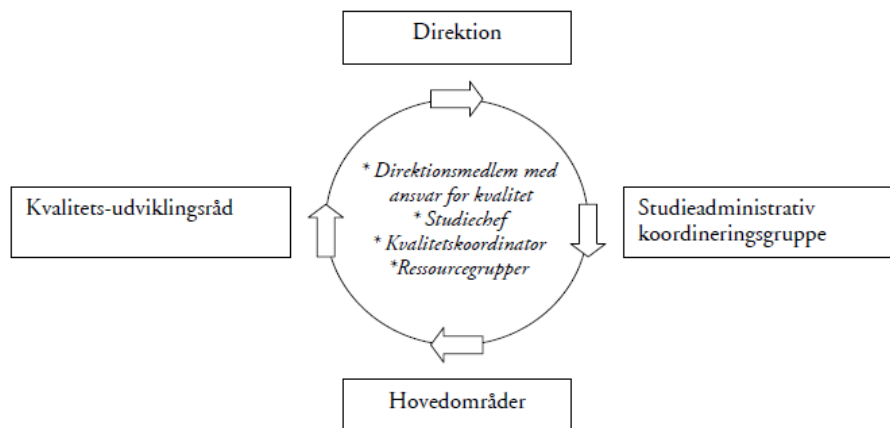 Direktion
* Direktionsmedlem med
ansvar for kvalitet
* Studiechef
* Kvalitetskoordinator
*Ressourcegrupper
Kvalitets-udviklingsråd
Studieadministrativ
koordineringsgruppe
Hovedområder